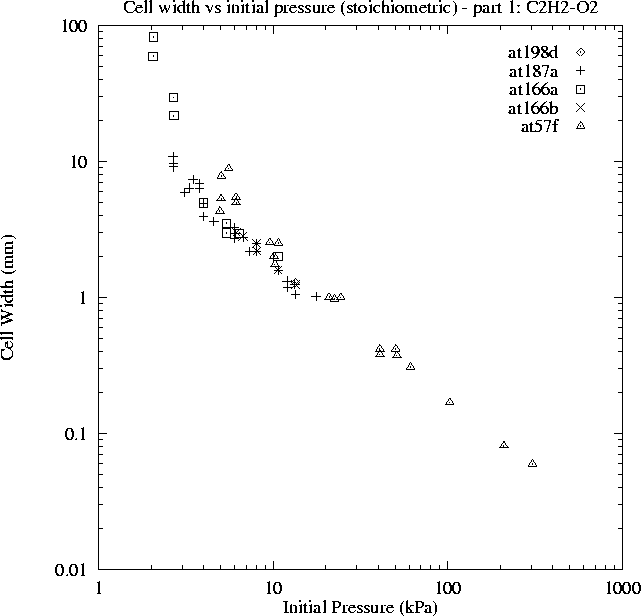 Cell width vs initial pressure (stoichiometric) - part 1: C2H2-O2
100
at198d
at187a
at166a
at166b
at57f
10
Cell Width (mm)
1
0.1
0.01
1
10
100
1000
Initial Pressure (kPa)